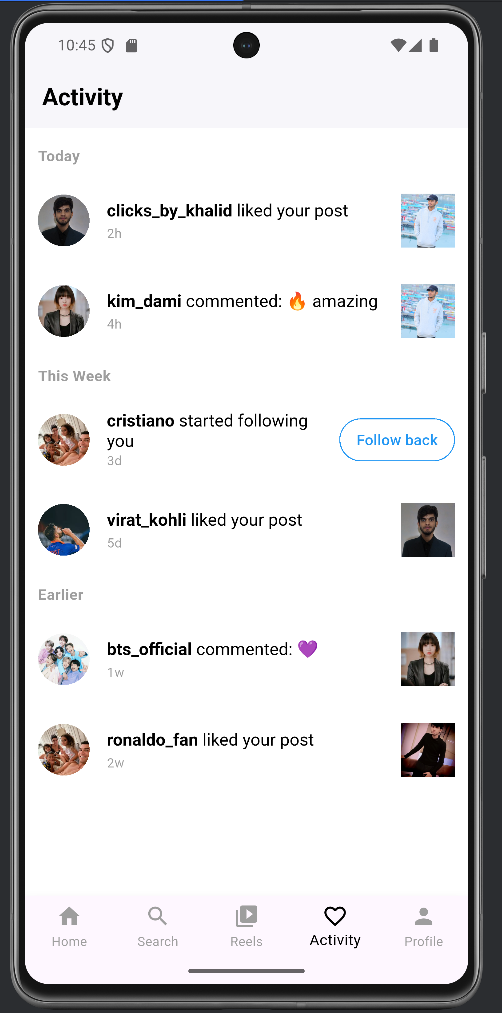 10:45
Activity
Today
clicks_by_khalid liked your post
2h
kim_dami commented: 🔥 amazing
4h
This Week
cristiano started following
you
3d
Follow back
virat_kohli liked your post
5d
Earlier
bts_official commented: 💜
1w
ronaldo_fan liked your post
2w
Home
Search
Reels
Activity
Profile